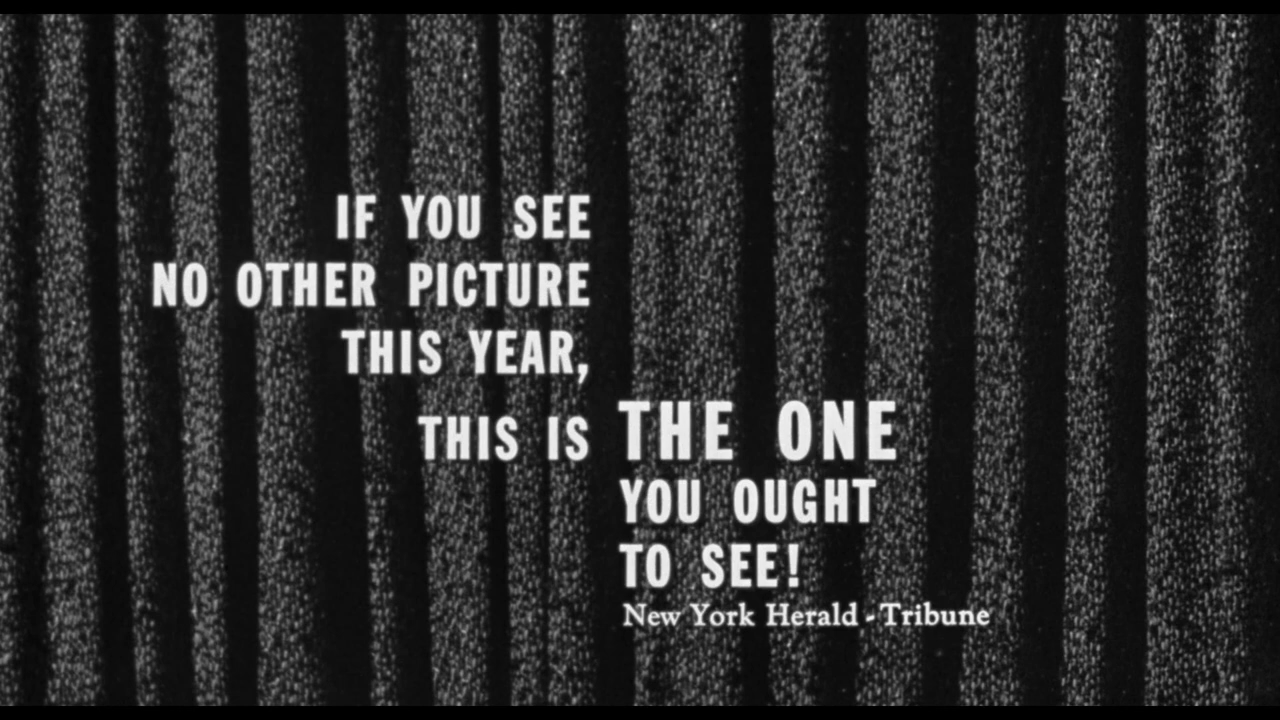 IF YOU SEE
NO OTHER PICTURE
THIS YEAR,
THIS IS THE ONE
YOU OUGHT
TO SEE!
New York Herald-Tribune